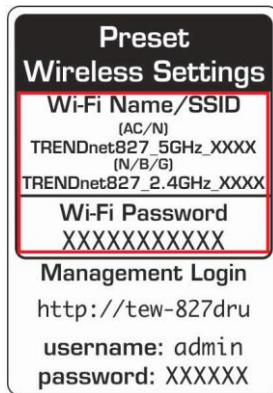 Preset
Wireless Settings
Wi-Fi Name/SSID
(AC/N)
TRENDnet827_5GHz_XXXX
(N/B/G)
TRENDnet827_2.4GHz_XXXX
Wi-Fi Password
XXXXXXXXXXX
Management Login
http://tew-827dru
username: admin
password: XXXXXX